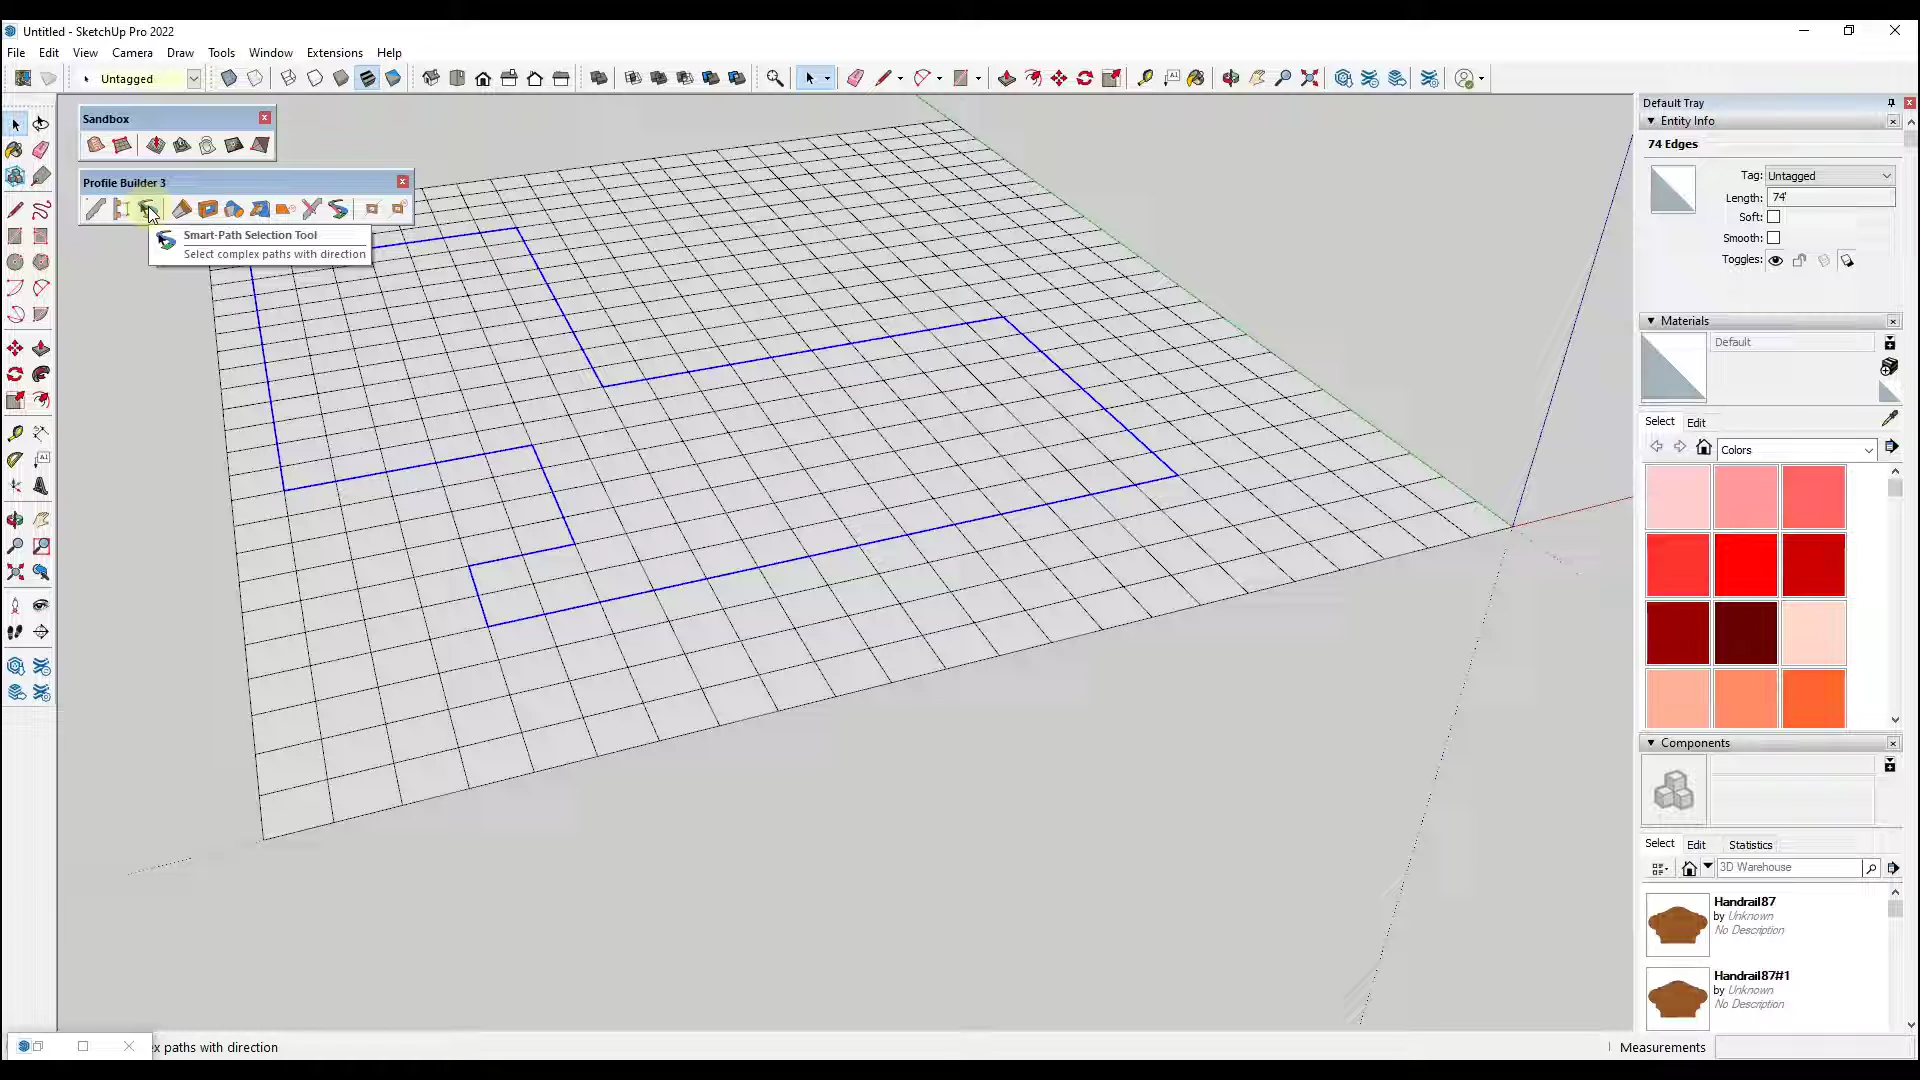 Untitled - SketchUp Pro 2022
File Edit View Camera Draw Tools Window Extensions Help
Untagged
Sandbox
Profile Builder 3
Smart-Path Selection Tool
Select complex paths with direction
Default Tray
Entity Info
74 Edges
Tag: Untagged
Length: 74'
Soft:
Smooth:
Toggles:
Materials
Default
Select Edit
Colors
Components
Select Edit Statistics
3D Warehouse
Handrail87
by Unknown
No Description
Handrail87#1
by Unknown
No Description
x paths with direction
Measurements